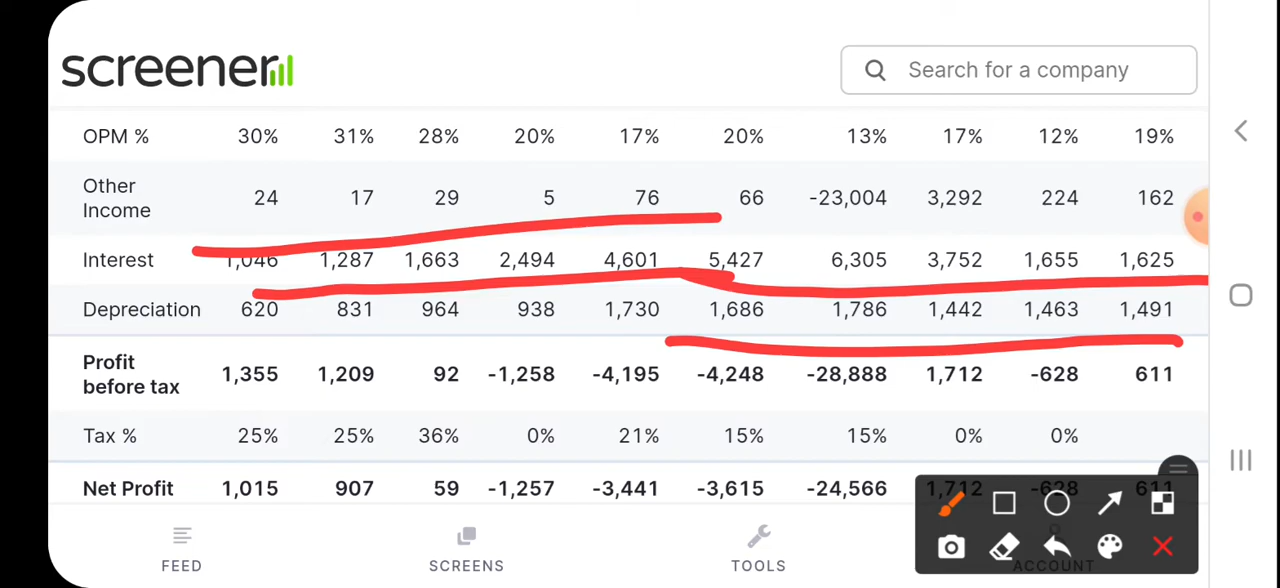 screener
Search for a company
OPM % 30% 31% 28% 20% 17% 20% 13% 17% 12% 19%
Other
Income 24 17 29 5 76 66 -23,004 3,292 224 162
Interest 1,046 1,287 1,663 2,494 4,601 5,427 6,305 3,752 1,655 1,625
Depreciation 620 831 964 938 1,730 1,686 1,786 1,442 1,463 1,491
Profit
before tax 1,355 1,209 92 -1,258 -4,195 -4,248 -28,888 1,712 -628 611
Tax % 25% 25% 36% 0% 21% 15% 15% 0% 0%
Net Profit 1,015 907 59 -1,257 -3,441 -3,615 -24,566 1,712 -628 611
FEED SCREENS TOOLS ACCOUNT